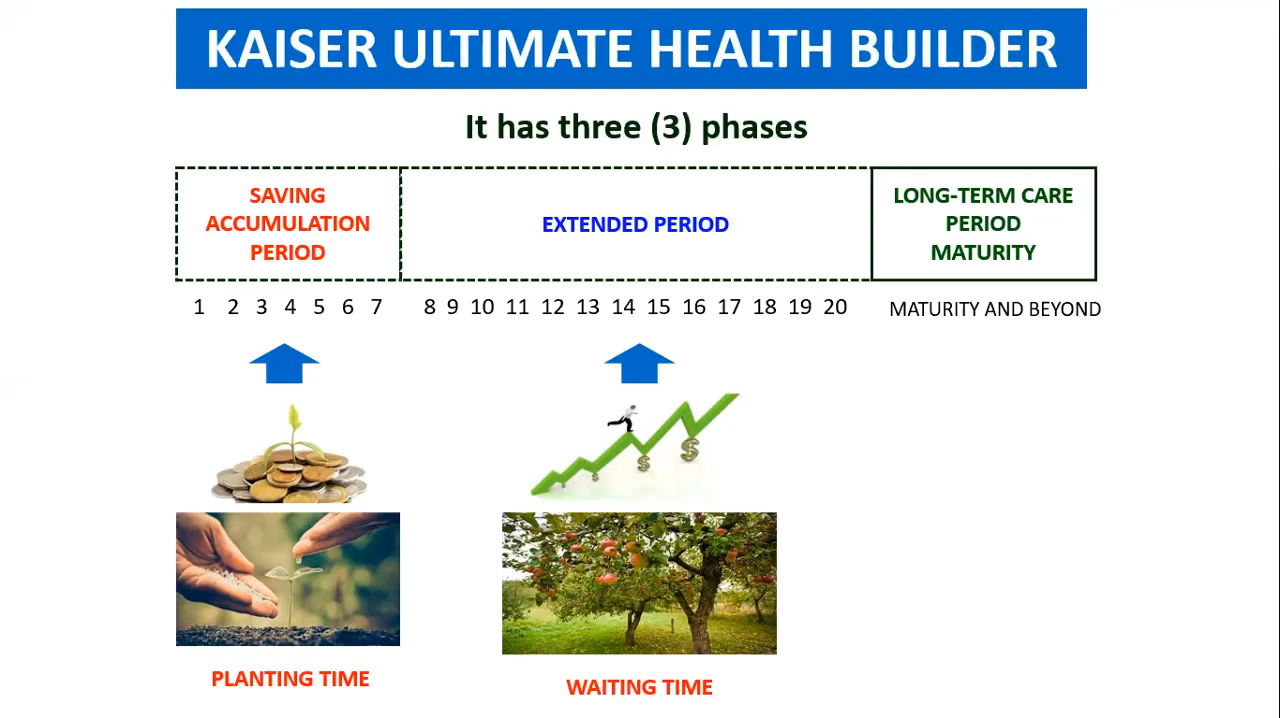 KAISER ULTIMATE HEALTH BUILDER
It has three (3) phases
SAVING
ACCUMULATION
PERIOD
EXTENDED PERIOD
LONG-TERM CARE
PERIOD
MATURITY
1 2 3 4 5 6 7 8 9 10 11 12 13 14 15 16 17 18 19 20
MATURITY AND BEYOND
$ $ $
PLANTING TIME
WAITING TIME